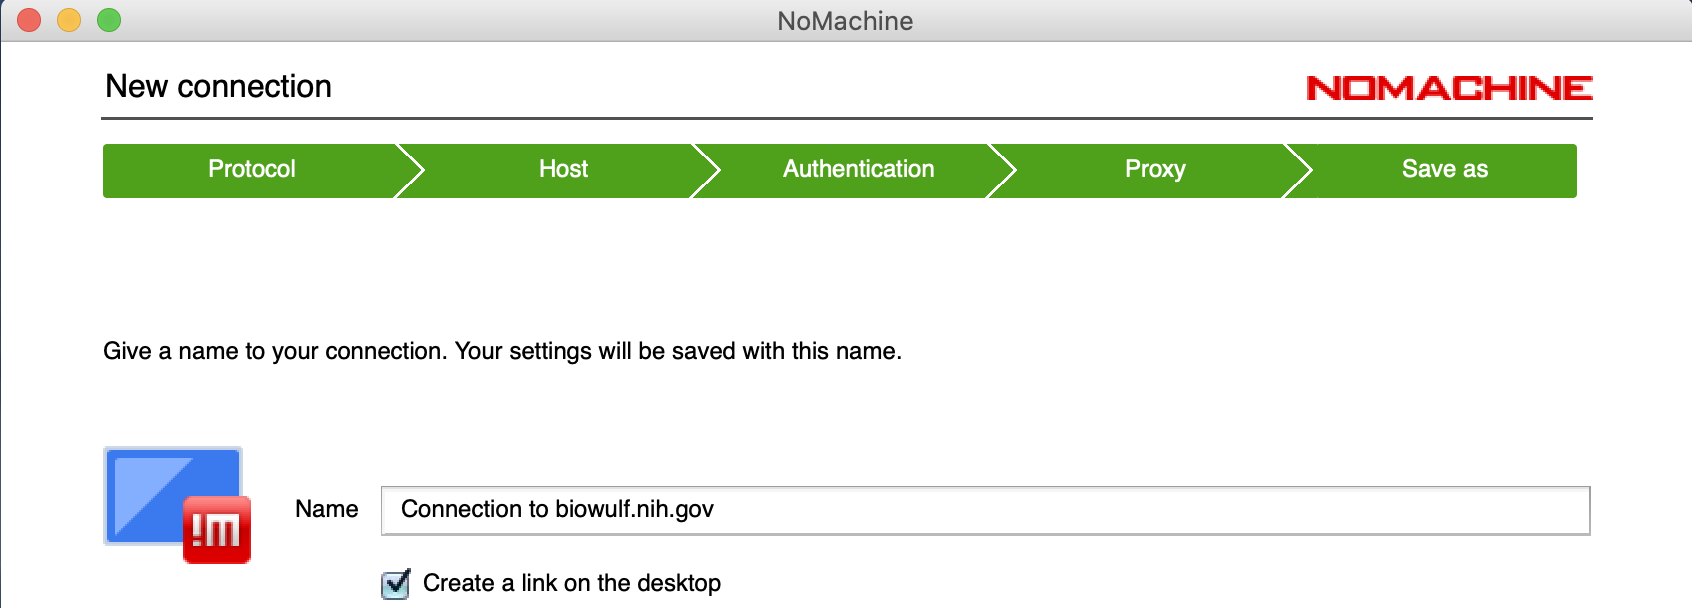 NoMachine
New connection
NOMACHINE
Protocol
Host
Authentication
Proxy
Save as
Give a name to your connection. Your settings will be saved with this name.
!m
Name
Connection to biowulf.nih.gov
Create a link on the desktop